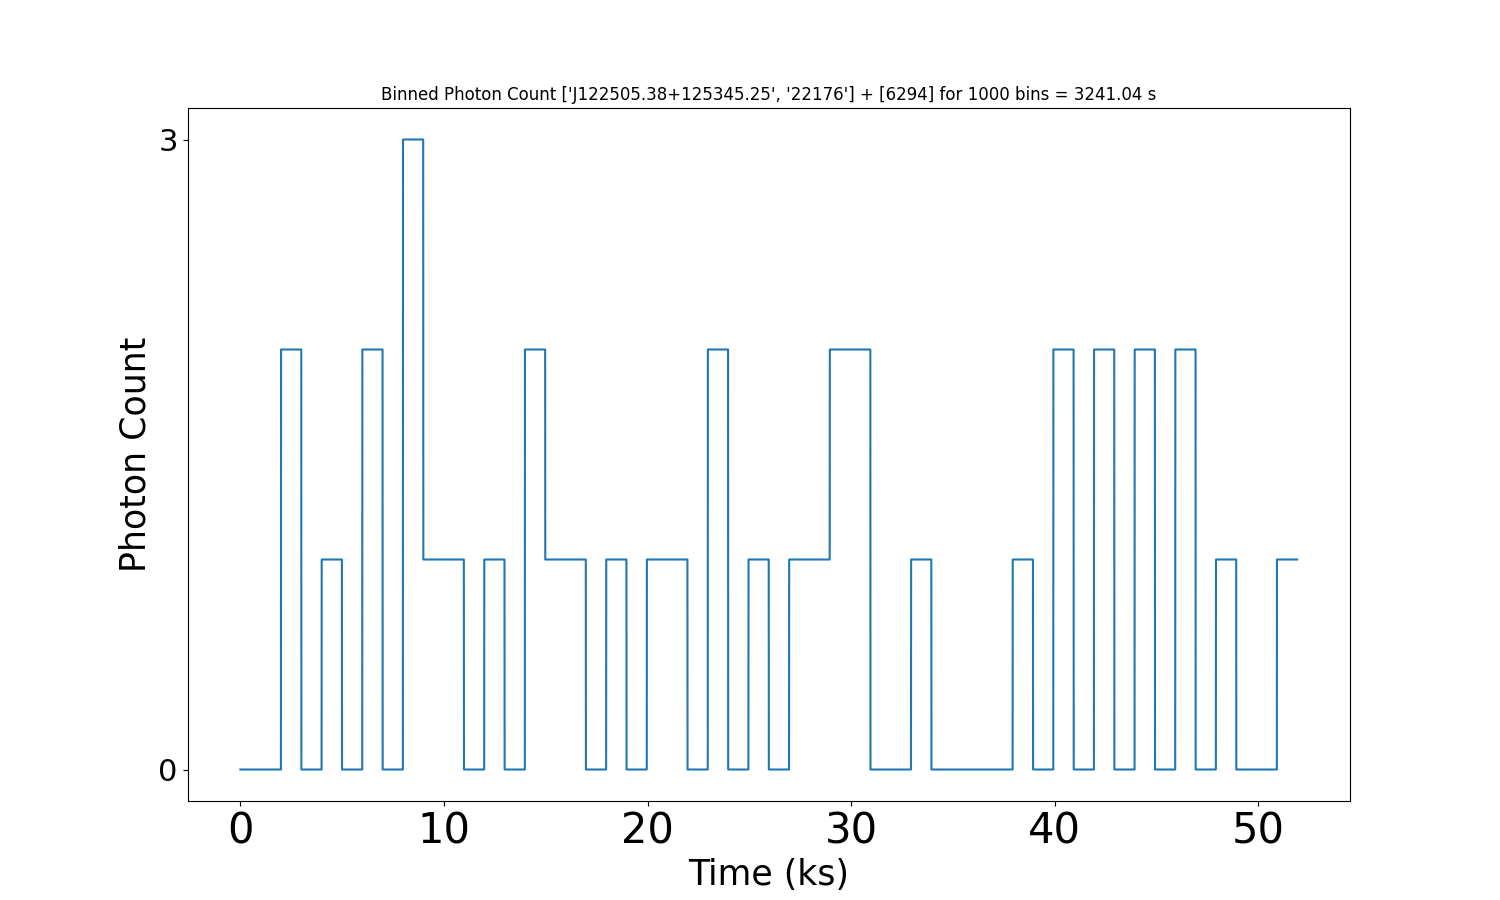 Binned Photon Count ['J122505.38+125345.25', '22176'] + [6294] for 1000 bins = 3241.04 s
3
Photon Count
0
0 10 20 30 40 50
Time (ks)